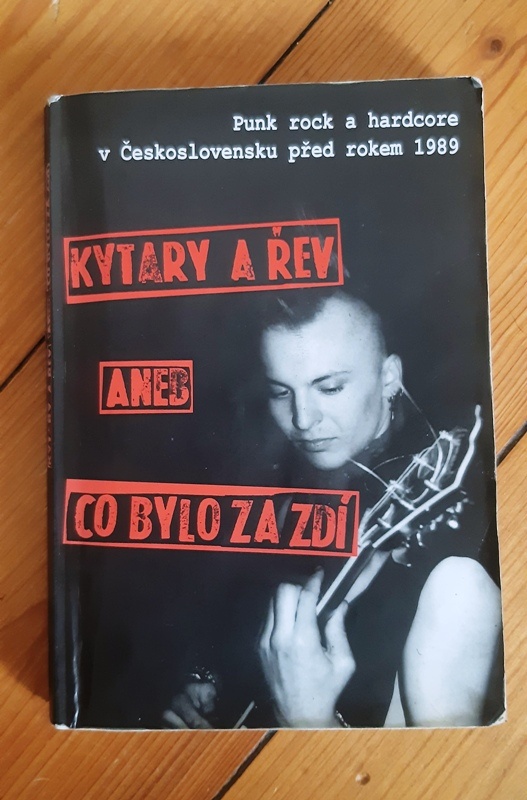 Punk rock a hardcore
v Československu před rokem 1989
KYTARY A ŘEV
ANEB
CO BYLO ZA ZDÍ